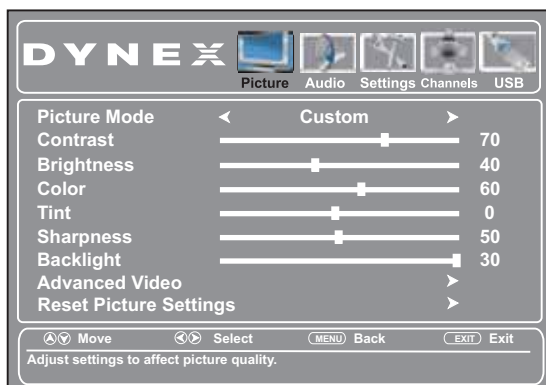 DYNEX
Picture Audio Settings Channels USB
Picture Mode Custom
Contrast 70
Brightness 40
Color 60
Tint 0
Sharpness 50
Backlight 30
Advanced Video
Reset Picture Settings
Move Select MENU Back EXIT Exit
Adjust settings to affect picture quality.